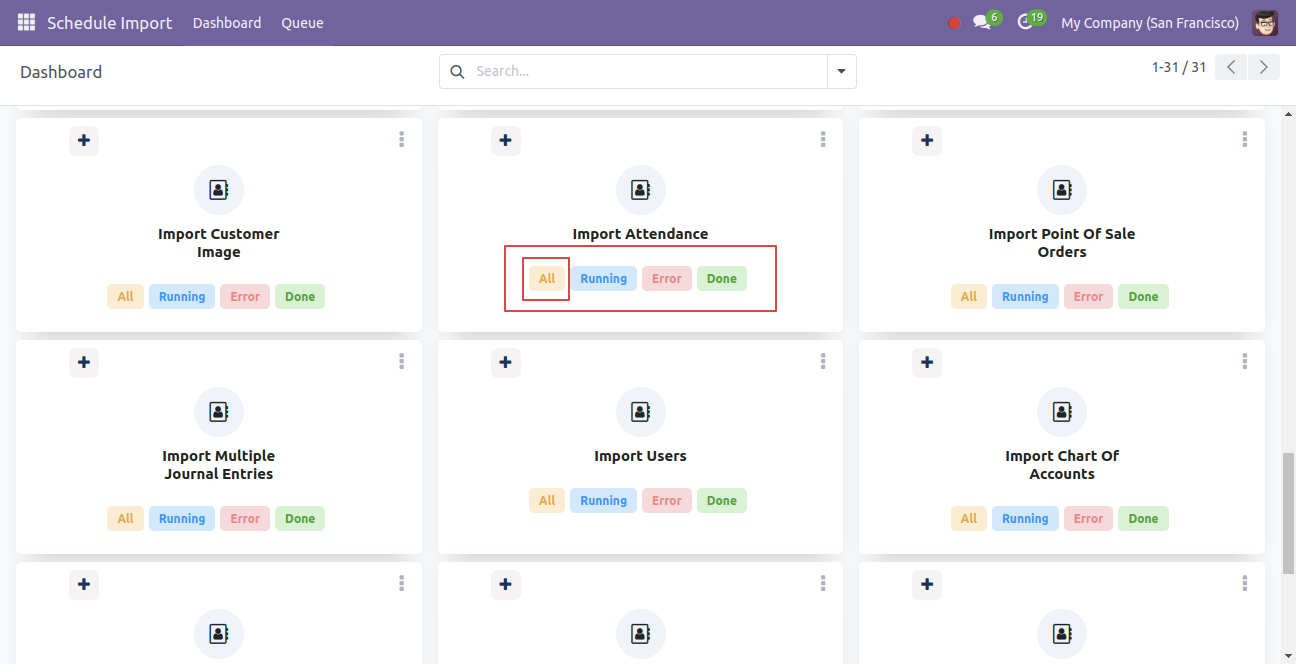 Schedule Import Dashboard Queue 6 19 My Company (San Francisco)
Dashboard Search... 1-31 / 31
Import Customer
Image
All Running Error Done
Import Attendance
All Running Error Done
Import Point Of Sale
Orders
All Running Error Done
Import Multiple
Journal Entries
All Running Error Done
Import Users
All Running Error Done
Import Chart Of
Accounts
All Running Error Done